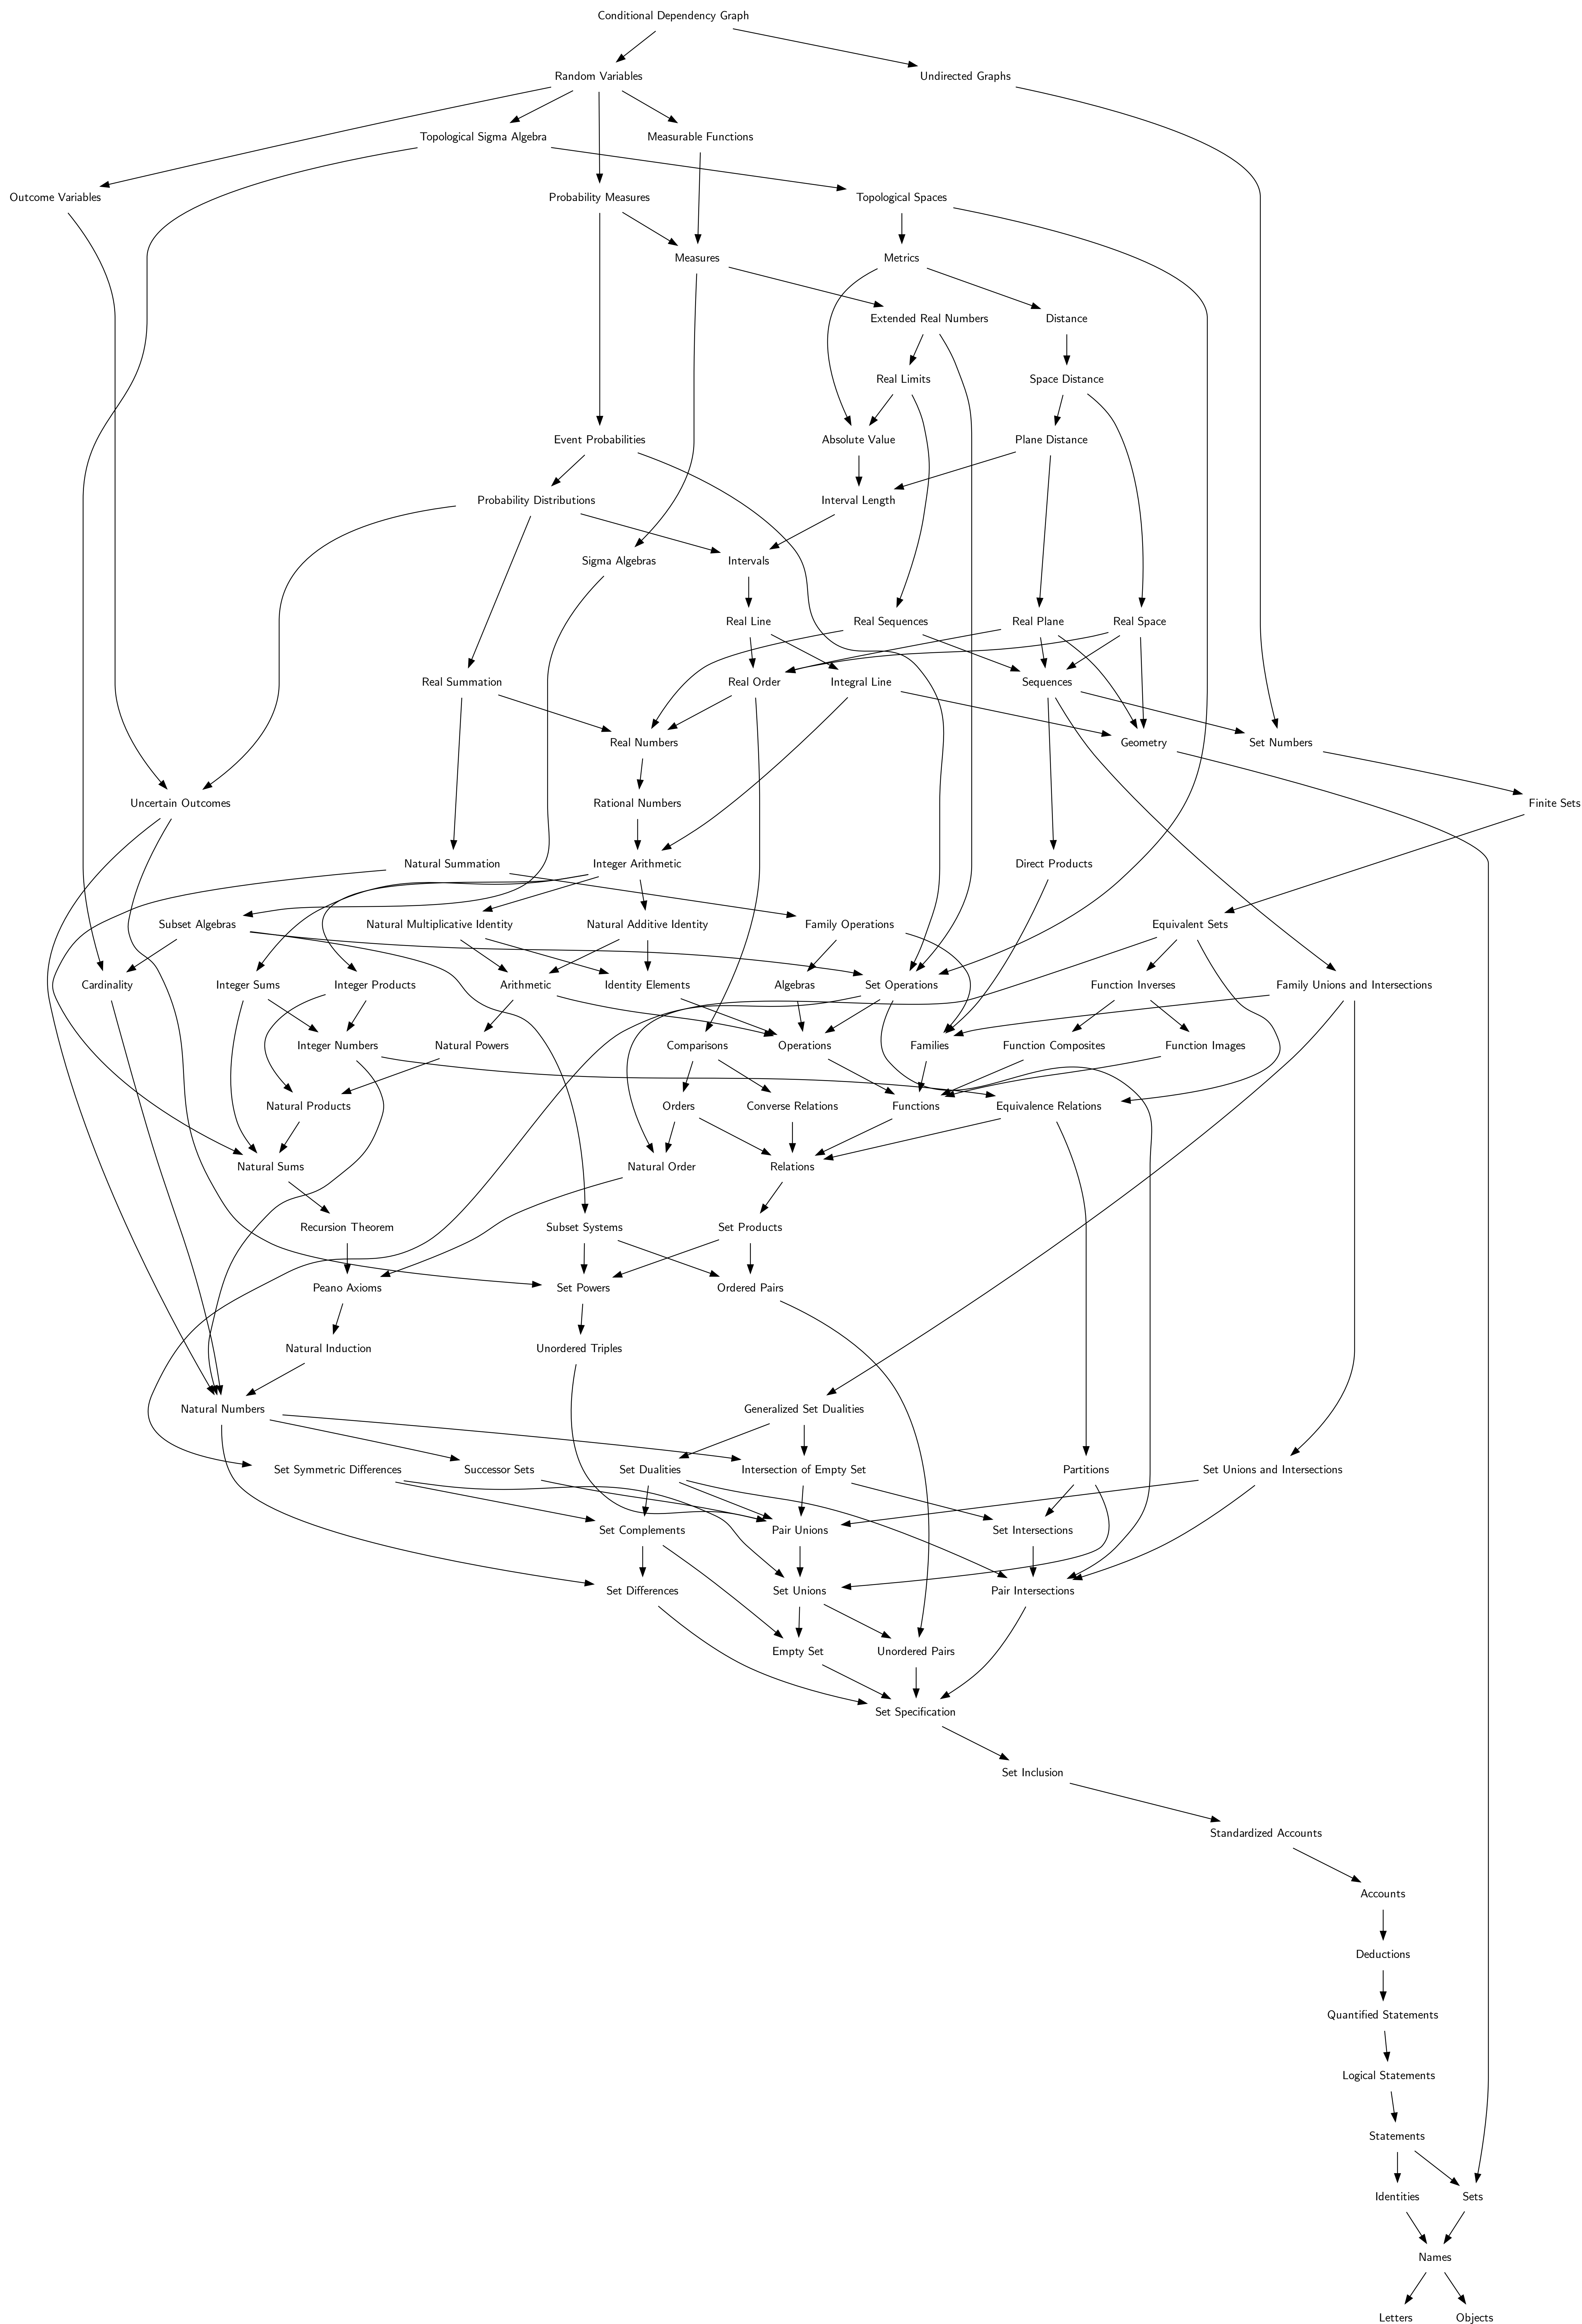 Conditional Dependency Graph
Random Variables
Undirected Graphs
Topological Sigma Algebra
Measurable Functions
Outcome Variables
Probability Measures
Topological Spaces
Measures
Metrics
Extended Real Numbers
Distance
Real Limits
Space Distance
Event Probabilities
Absolute Value
Plane Distance
Probability Distributions
Interval Length
Sigma Algebras
Intervals
Real Line
Real Sequences
Real Plane
Real Space
Real Summation
Real Order
Integral Line
Sequences
Real Numbers
Geometry
Set Numbers
Uncertain Outcomes
Rational Numbers
Finite Sets
Natural Summation
Integer Arithmetic
Direct Products
Subset Algebras
Natural Multiplicative Identity
Natural Additive Identity
Family Operations
Equivalent Sets
Cardinality
Integer Sums
Integer Products
Arithmetic
Identity Elements
Algebras
Set Operations
Function Inverses
Family Unions and Intersections
Integer Numbers
Natural Powers
Comparisons
Operations
Families
Function Composites
Function Images
Natural Products
Orders
Converse Relations
Functions
Equivalence Relations
Natural Sums
Natural Order
Relations
Recursion Theorem
Subset Systems
Set Products
Peano Axioms
Set Powers
Ordered Pairs
Natural Induction
Unordered Triples
Natural Numbers
Generalized Set Dualities
Set Symmetric Differences
Successor Sets
Set Dualities
Intersection of Empty Set
Partitions
Set Unions and Intersections
Set Complements
Pair Unions
Set Intersections
Set Differences
Set Unions
Pair Intersections
Empty Set
Unordered Pairs
Set Specification
Set Inclusion
Standardized Accounts
Accounts
Deductions
Quantified Statements
Logical Statements
Statements
Identities
Sets
Names
Letters
Objects